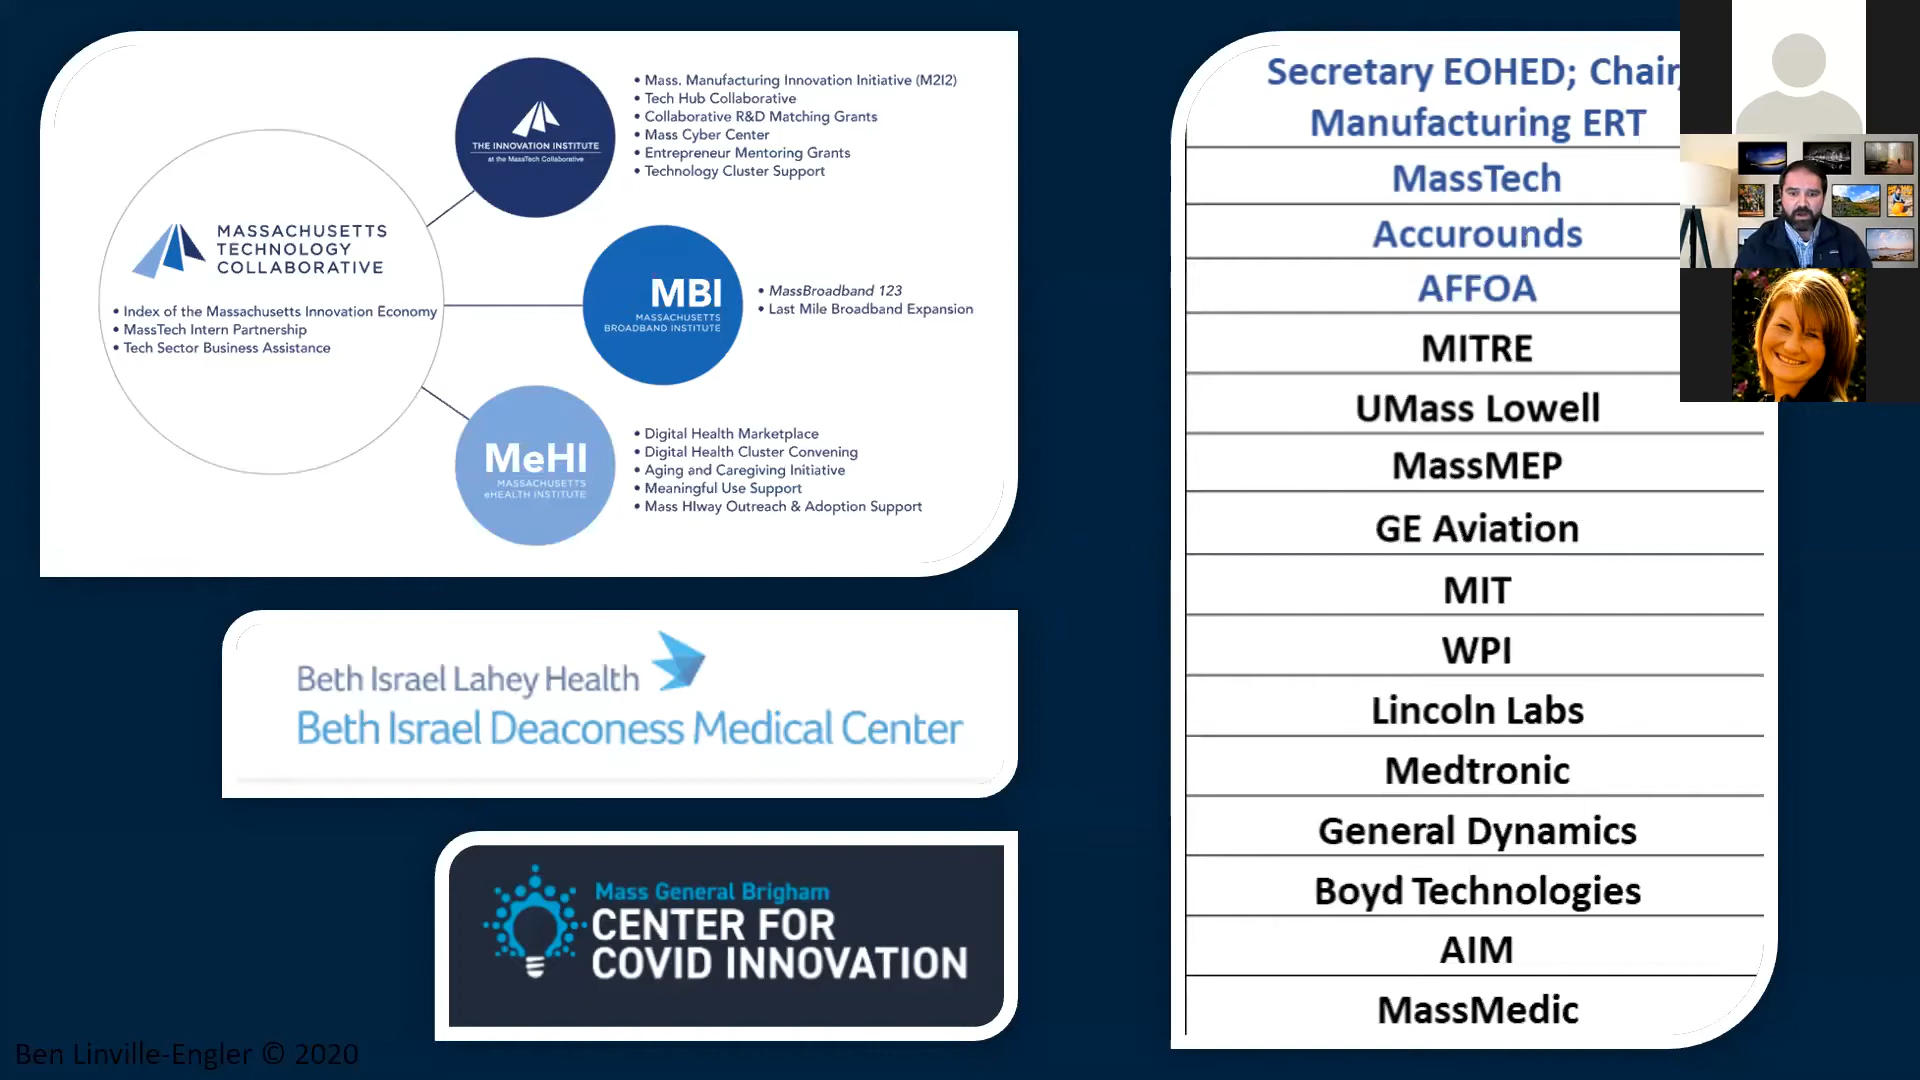 MASSACHUSETTS
TECHNOLOGY
COLLABORATIVE
• Index of the Massachusetts Innovation Economy
• MassTech Intern Partnership
• Tech Sector Business Assistance
THE INNOVATION INSTITUTE
at the MassTech Collaborative
• Mass. Manufacturing Innovation Initiative (M2I2)
• Tech Hub Collaborative
• Collaborative R&D Matching Grants
• Mass Cyber Center
• Entrepreneur Mentoring Grants
• Technology Cluster Support
MBI
MASSACHUSETTS
BROADBAND INSTITUTE
• MassBroadband 123
• Last Mile Broadband Expansion
MeHI
MASSACHUSETTS
eHEALTH INSTITUTE
• Digital Health Marketplace
• Digital Health Cluster Convening
• Aging and Caregiving Initiative
• Meaningful Use Support
• Mass HIway Outreach & Adoption Support
Beth Israel Lahey Health
Beth Israel Deaconess Medical Center
Mass General Brigham
CENTER FOR
COVID INNOVATION
Secretary EOHED; Chair,
Manufacturing ERT
MassTech
Accurounds
AFFOA
MITRE
UMass Lowell
MassMEP
GE Aviation
MIT
WPI
Lincoln Labs
Medtronic
General Dynamics
Boyd Technologies
AIM
MassMedic
Ben Linville-Engler © 2020